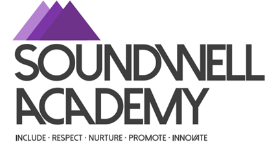 SOUNDWELL
ACADEMY
INCLUDE · RESPECT · NURTURE · PROMOTE · INNOVATE